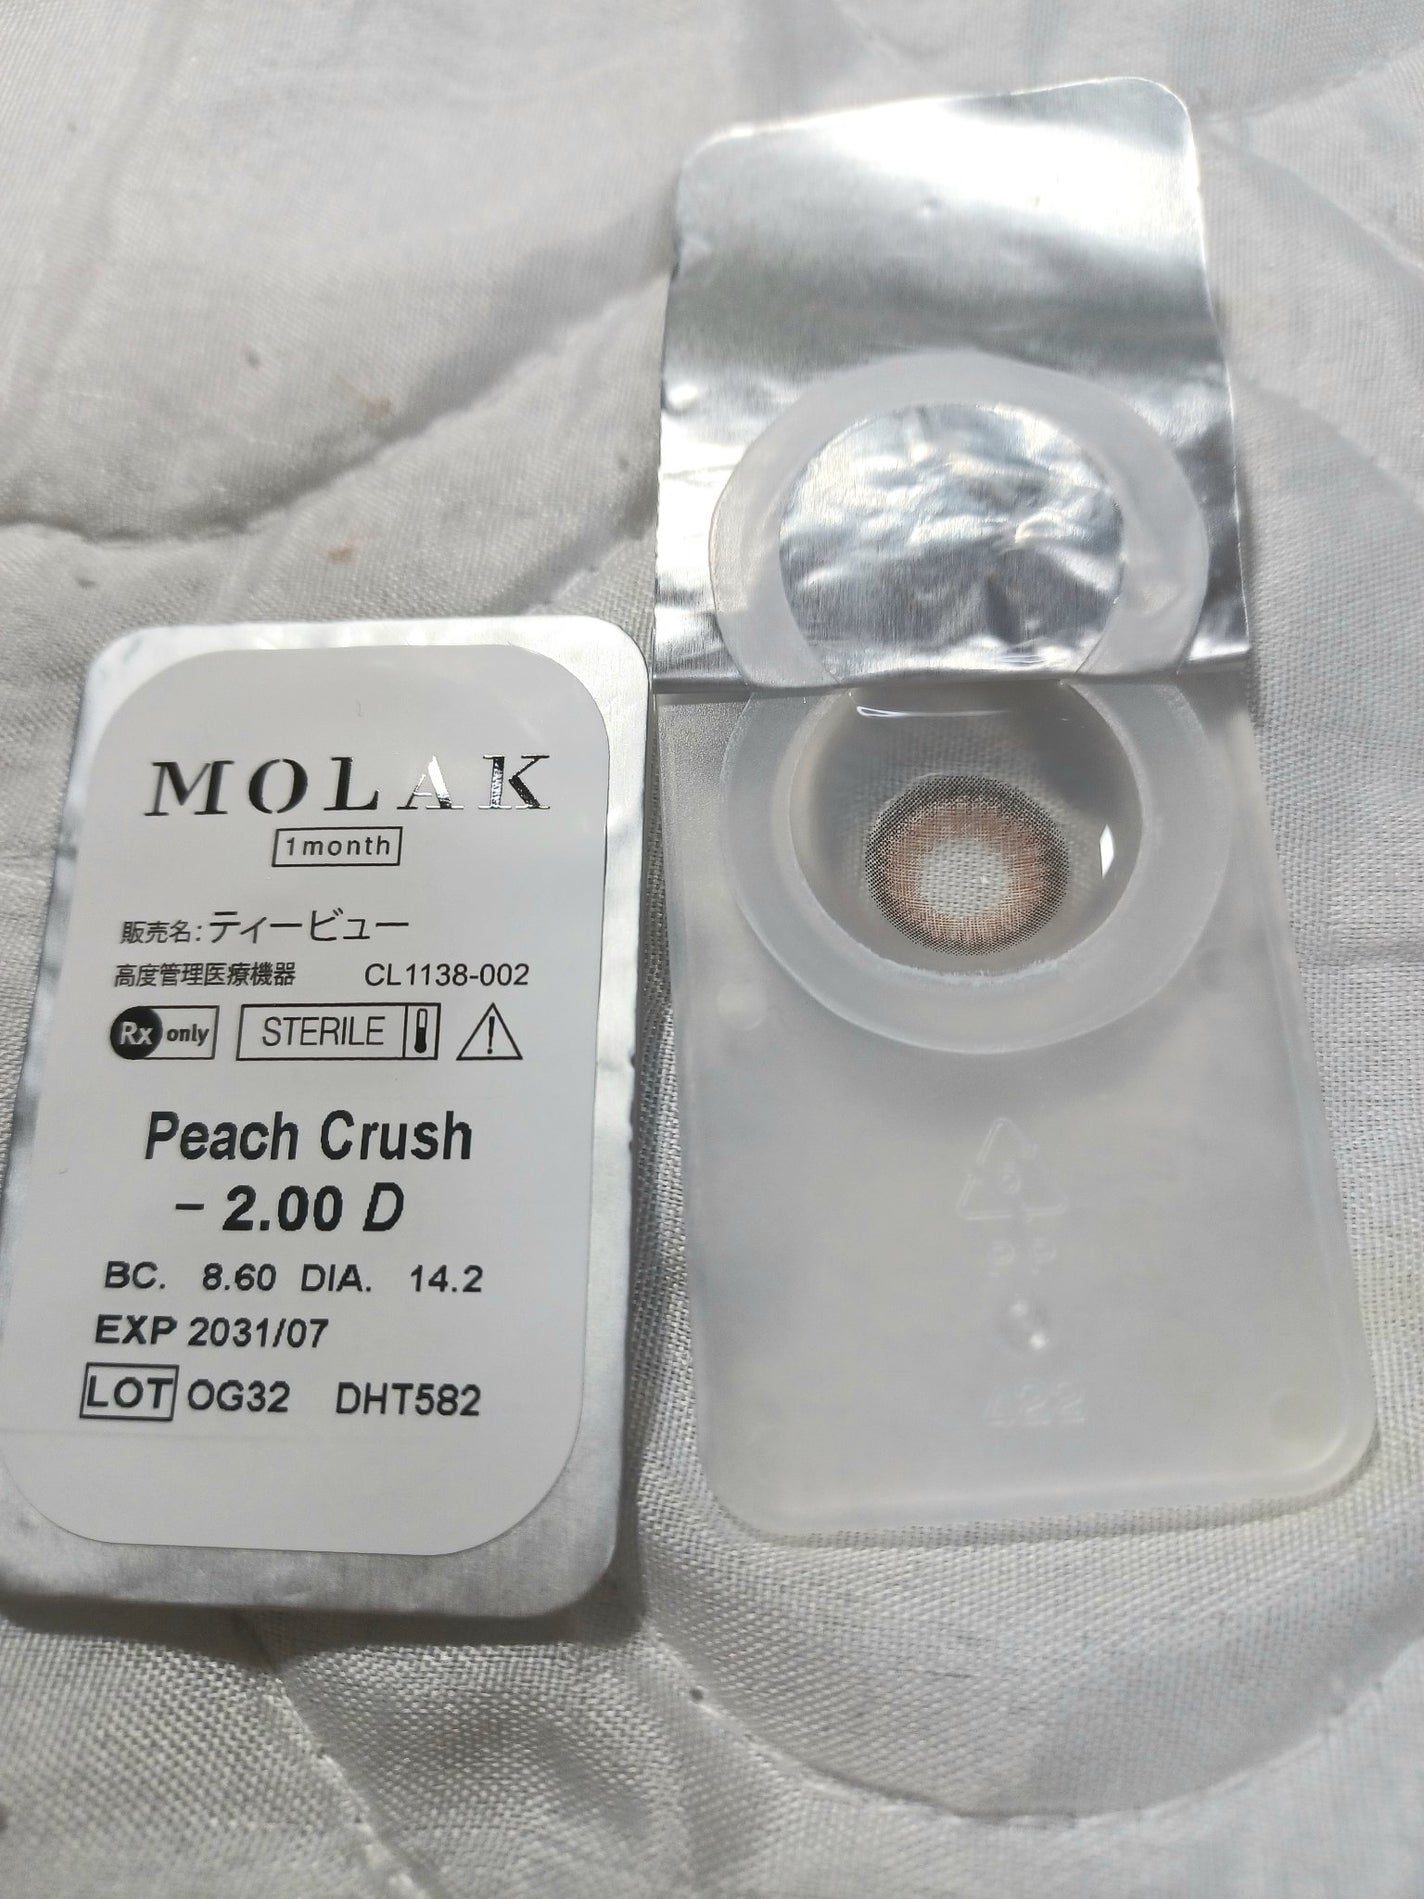 MOLAK
1month
販売名:ティービュー
高度管理医療機器 CL1138-002
Rx only STERILE
Peach Crush
- 2.00 D
BC. 8.60 DIA. 14.2
EXP 2031/07
LOT OG32 DHT582